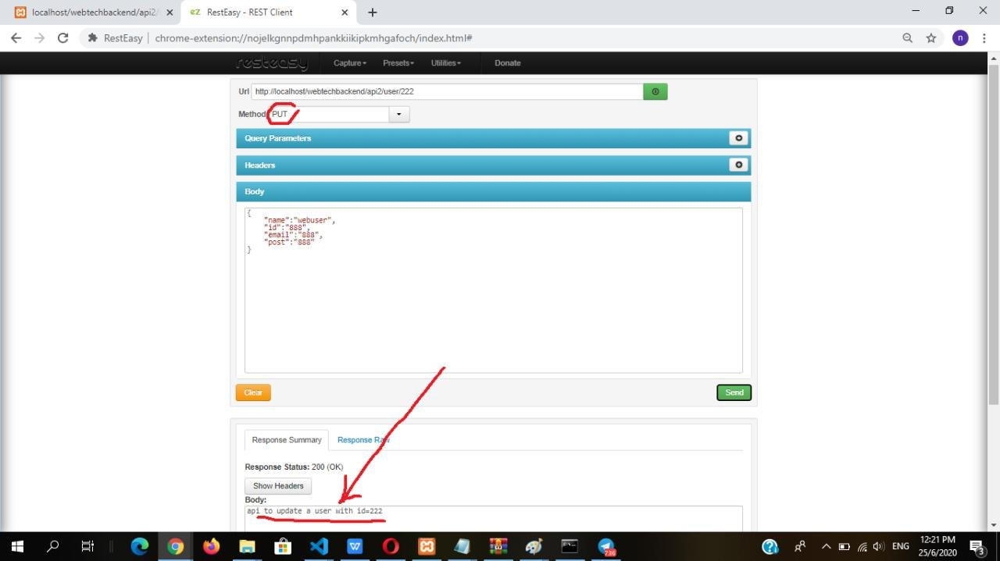 localhost/webtechbackend/api2/
RestEasy - REST Client
RestEasy
chrome-extension://nojelkgnnpdmhpankkiikipkmhgafoch/index.html#
n
resteasy
Capture
Presets
Utilities
Donate
Url
http://localhost/webtechbackend/api2/user/222
Method
PUT
Query Parameters
Headers
Body
{
"name":"webuser",
"id":"888",
"email":"888",
"post":"888"
}
Clear
Send
Response Summary
Response Raw
Response Status: 200 (OK)
Show Headers
Body:
api to update a user with id=222
736
ENG
12:21 PM
25/6/2020
3